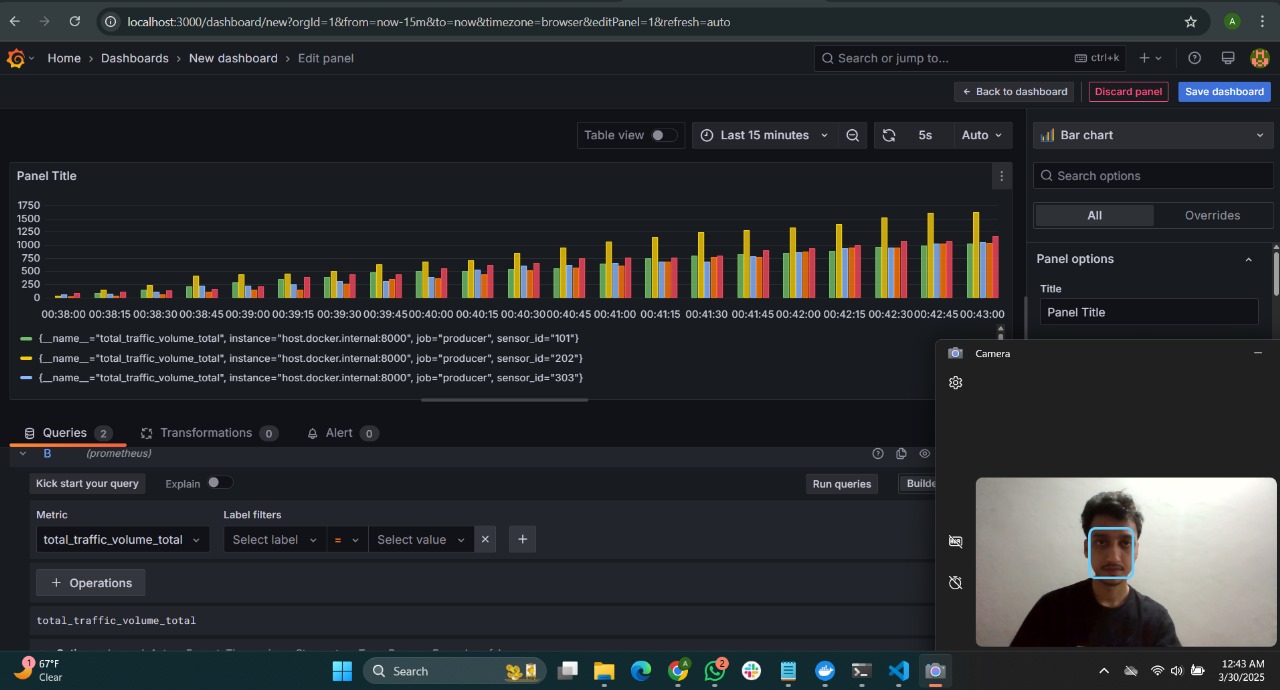 localhost:3000/dashboard/new?orgId=1&from=now-15m&to=now&timezone=browser&editPanel=1&refresh=auto
A
Home › Dashboards › New dashboard › Edit panel
Search or jump to...
ctrl+k
← Back to dashboard
Discard panel
Save dashboard
Table view
Last 15 minutes
5s
Auto
Bar chart
Panel Title
Search options
All
Overrides
Panel options
Title
Panel Title
1750
1500
1250
1000
750
500
250
0
00:38:00 00:38:15 00:38:30 00:38:45 00:39:00 00:39:15 00:39:30 00:39:45 00:40:00 00:40:15 00:40:30 00:40:45 00:41:00 00:41:15 00:41:30 00:41:45 00:42:00 00:42:15 00:42:30 00:42:45 00:43:00
{__name__="total_traffic_volume_total", instance="host.docker.internal:8000", job="producer", sensor_id="101"}
{__name__="total_traffic_volume_total", instance="host.docker.internal:8000", job="producer", sensor_id="202"}
{__name__="total_traffic_volume_total", instance="host.docker.internal:8000", job="producer", sensor_id="303"}
Camera
Queries 2
Transformations 0
Alert 0
B (prometheus)
Kick start your query
Explain
Run queries
Builde
Metric
Label filters
total_traffic_volume_total
Select label
=
Select value
+ Operations
total_traffic_volume_total
1
67°F
Clear
Search
A
2
12:43 AM
3/30/2025